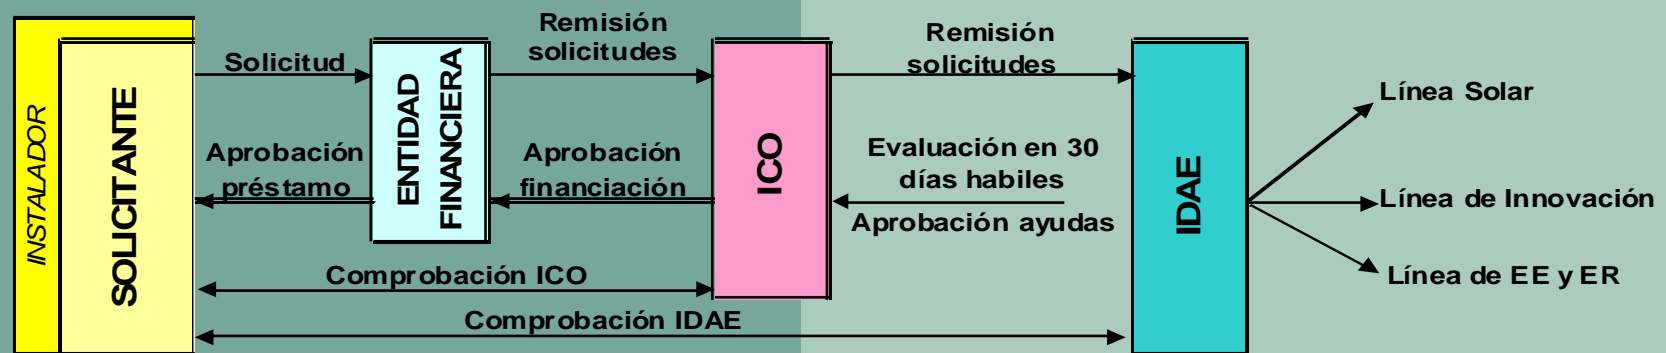 INSTALADOR
SOLICITANTE
Solicitud
Aprobación
préstamo
ENTIDAD
FINANCIERA
Remisión
solicitudes
Aprobación
financiación
ICO
Remisión
solicitudes
Evaluación en 30
días habiles
Aprobación ayudas
IDAE
Línea Solar
Línea de Innovación
Línea de EE y ER
Comprobación ICO
Comprobación IDAE